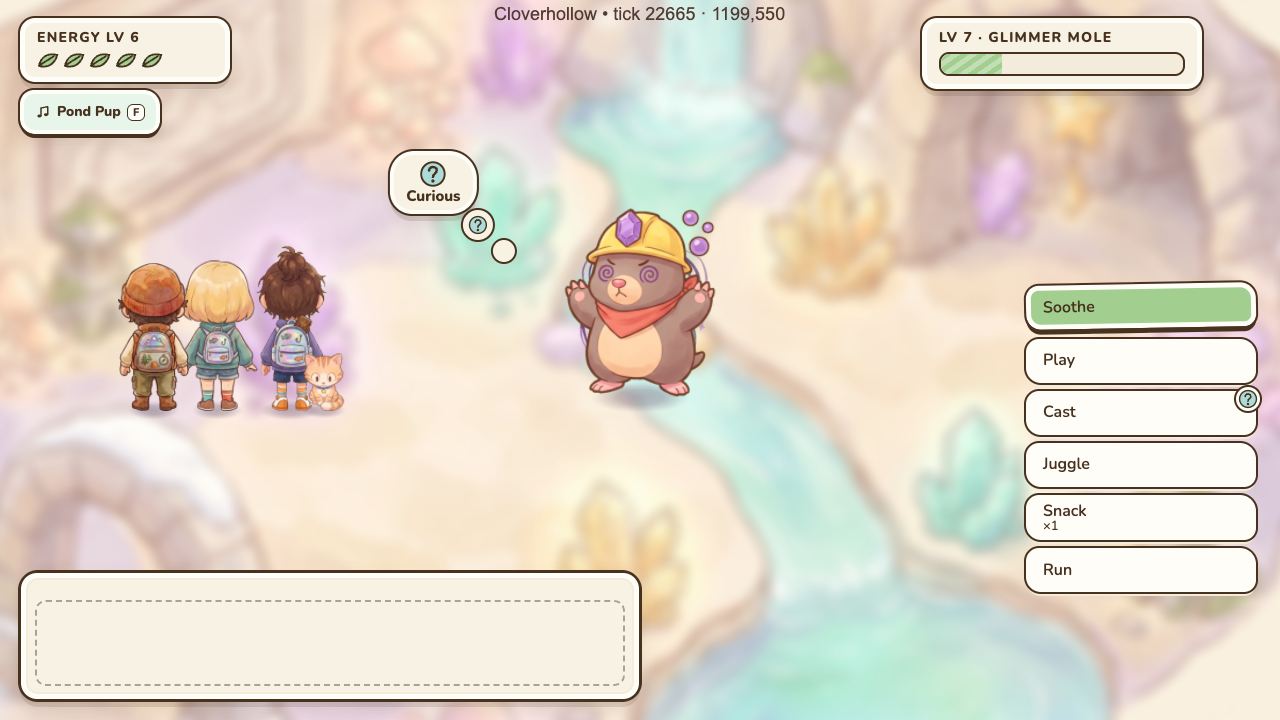 Cloverhollow • tick 22665 · 1199,550
ENERGY LV 6
♫ Pond Pup F
LV 7 · GLIMMER MOLE
?
Curious
?
Soothe
Play
?
Cast
Juggle
Snack
×1
Run